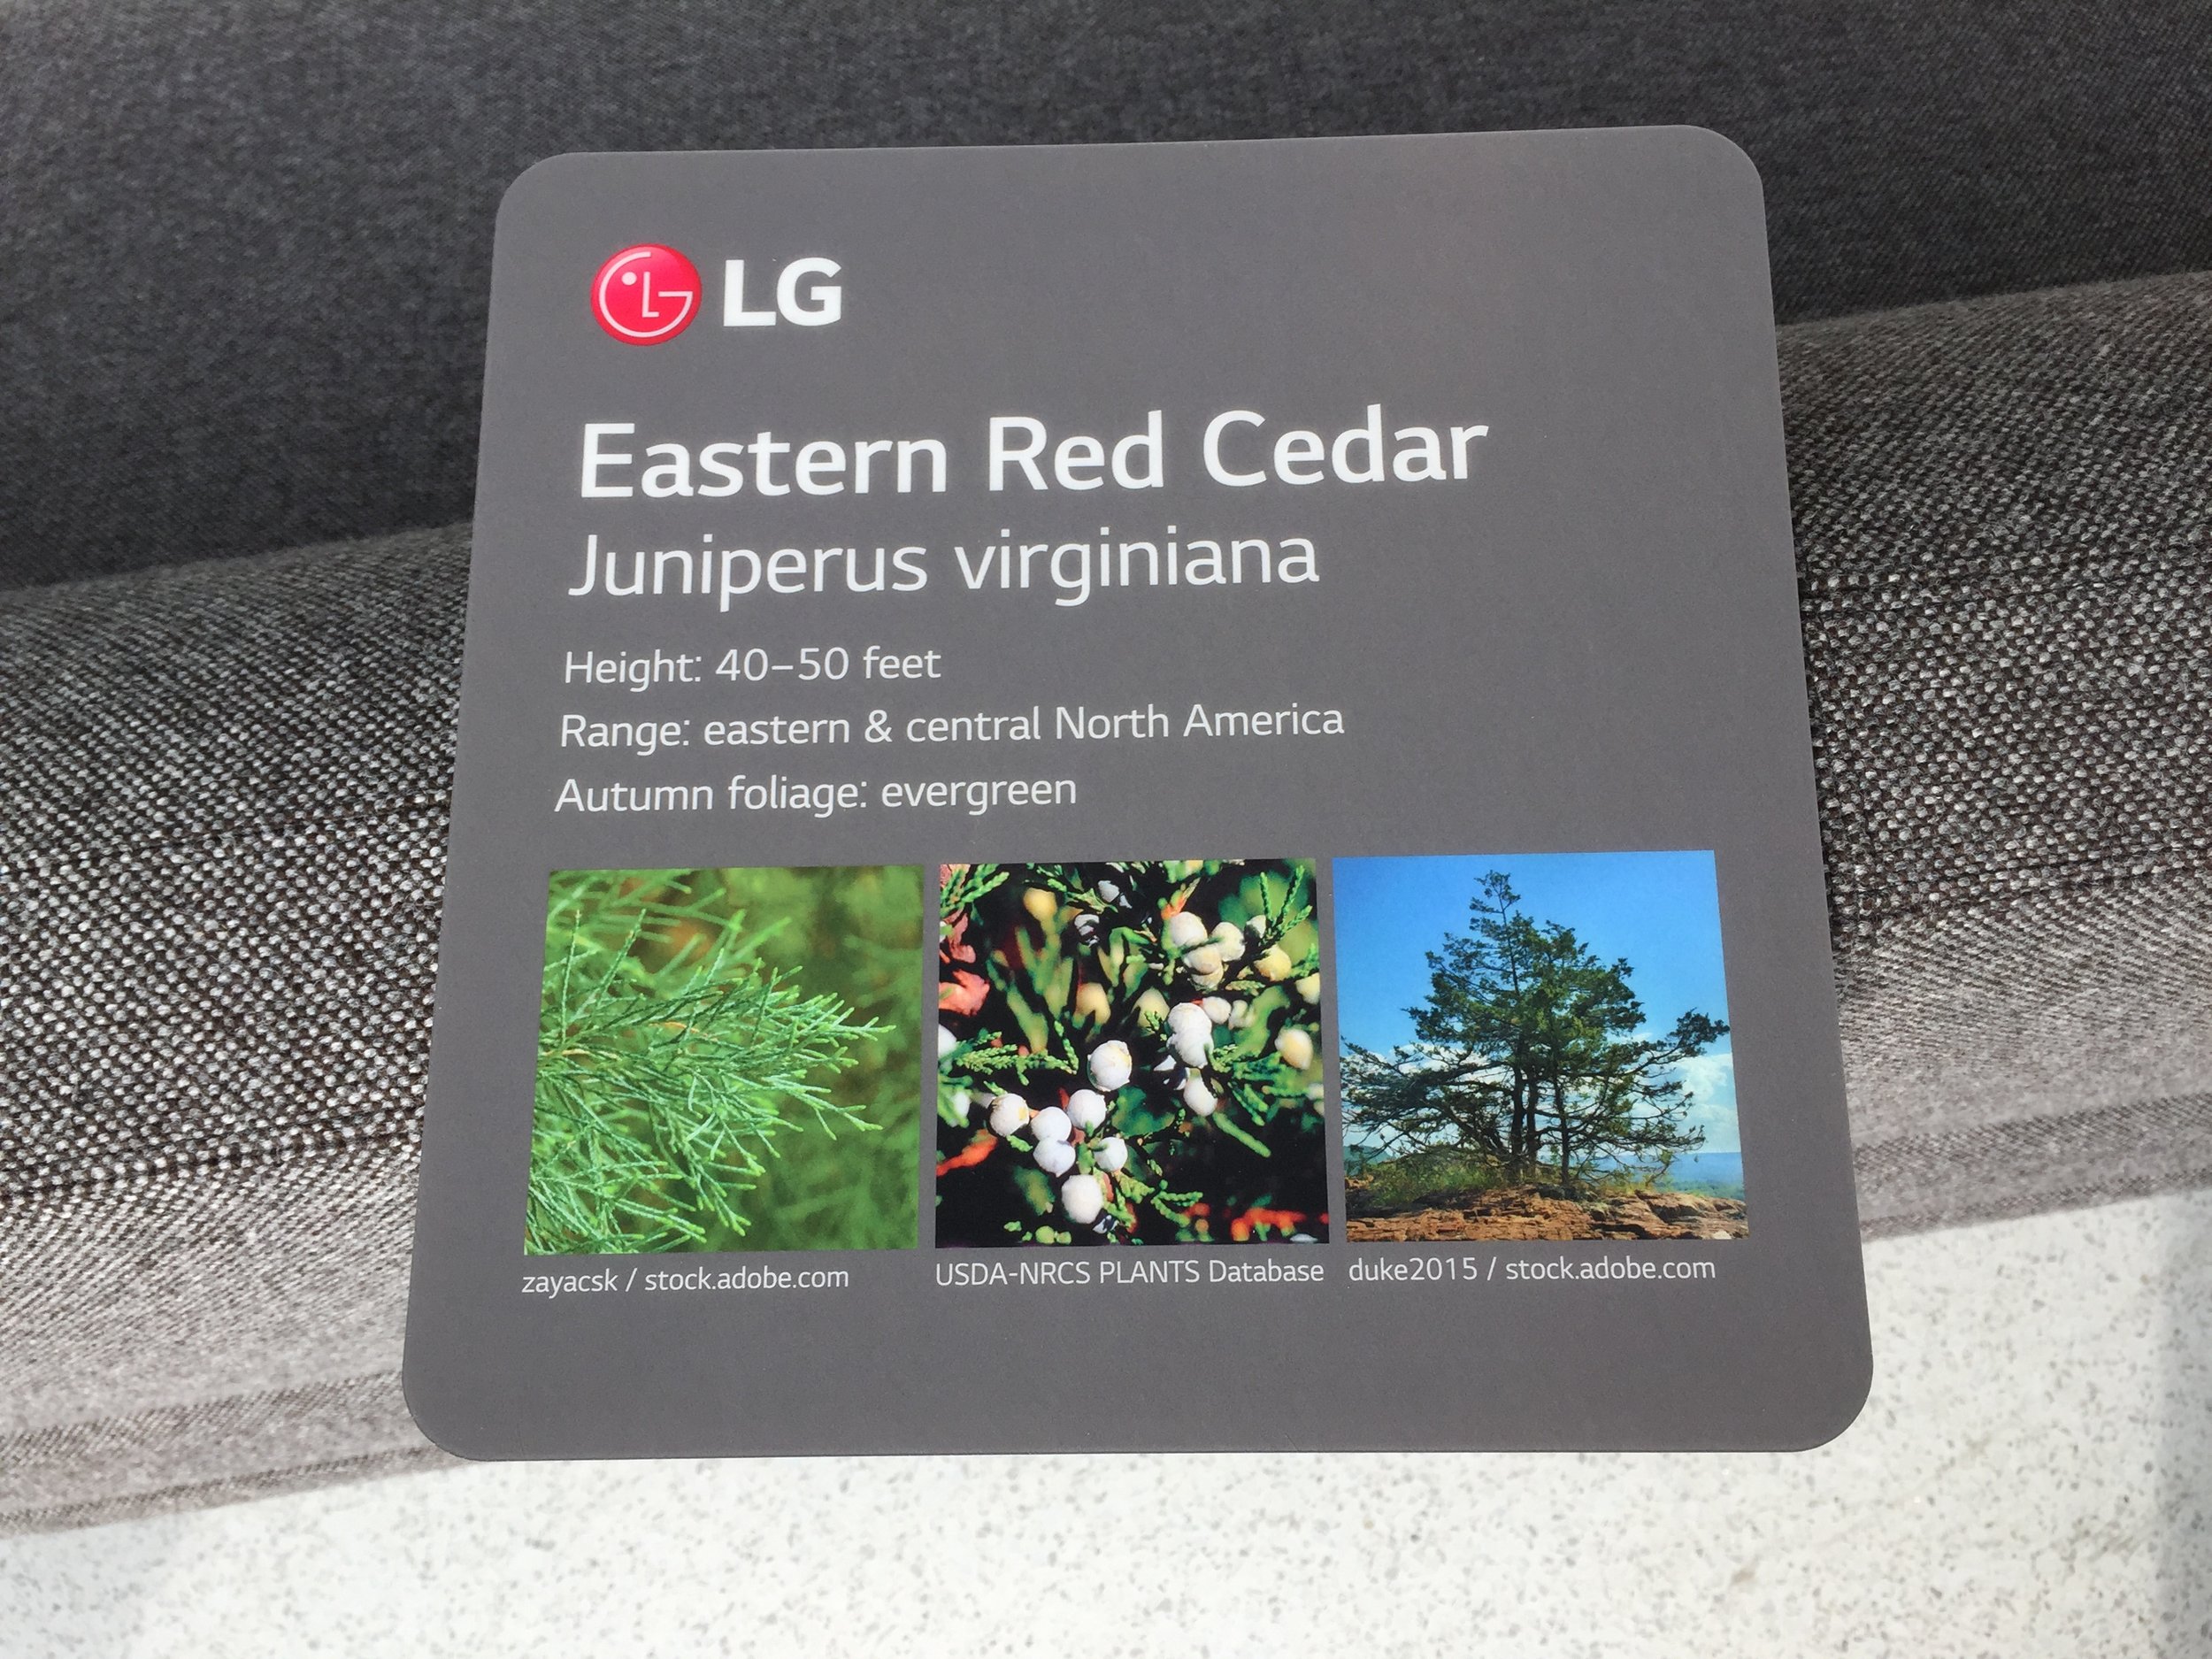 LG
Eastern Red Cedar
Juniperus virginiana
Height: 40–50 feet
Range: eastern & central North America
Autumn foliage: evergreen
zayacsk / stock.adobe.com
USDA-NRCS PLANTS Database
duke2015 / stock.adobe.com